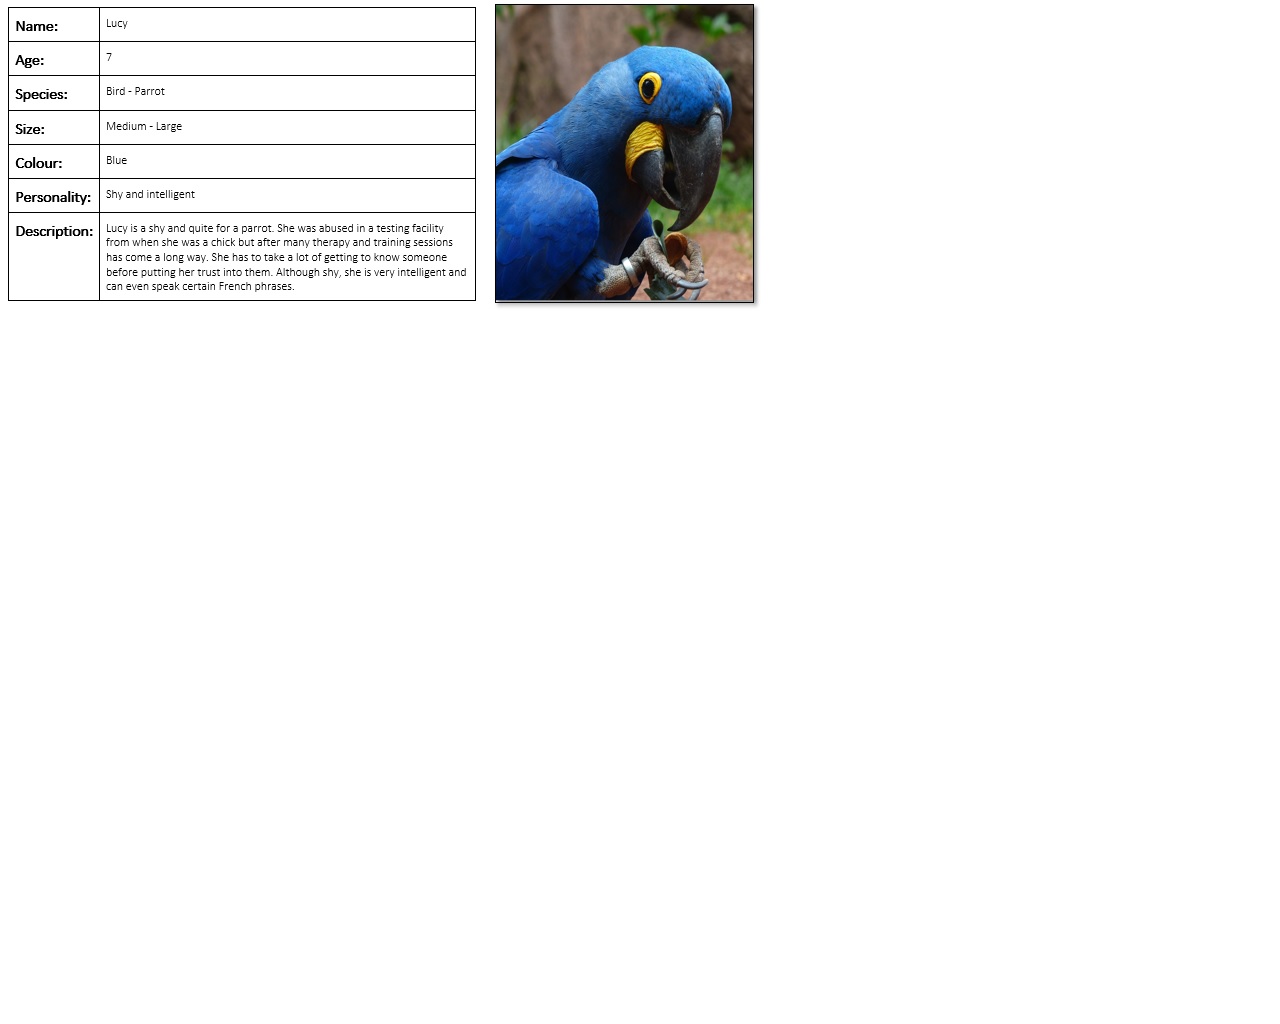 Name: Lucy
Age: 7
Species: Bird - Parrot
Size: Medium - Large
Colour: Blue
Personality: Shy and intelligent
Description: Lucy is a shy and quite for a parrot. She was abused in a testing facility
from when she was a chick but after many therapy and training sessions
has come a long way. She has to take a lot of getting to know someone
before putting her trust into them. Although shy, she is very intelligent and
can even speak certain French phrases.